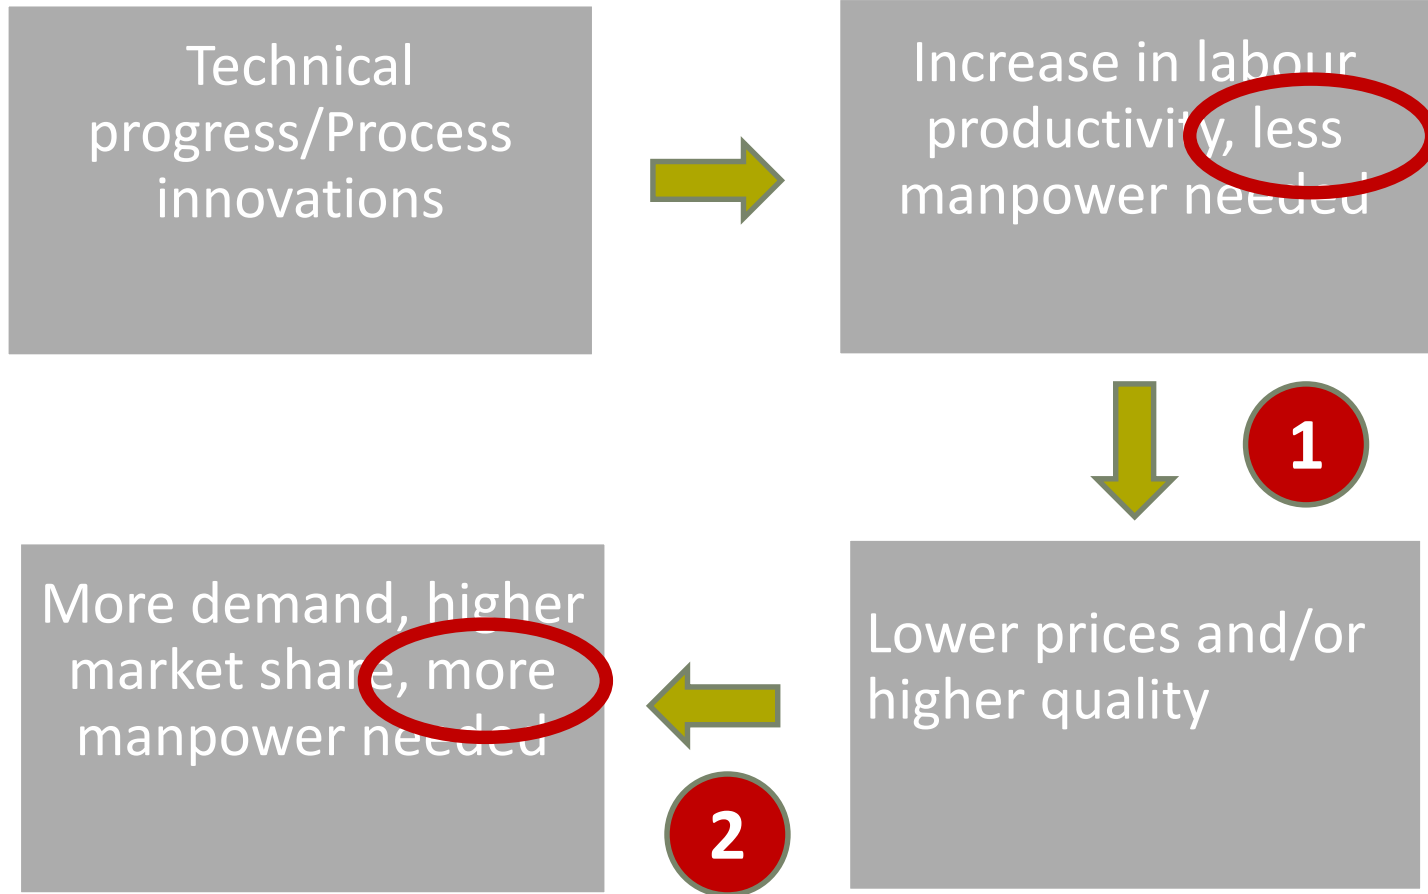 Technical
progress/Process
innovations
Increase in labour
productivity, less
manpower needed
1
Lower prices and/or
higher quality
2
More demand, higher
market share, more
manpower needed